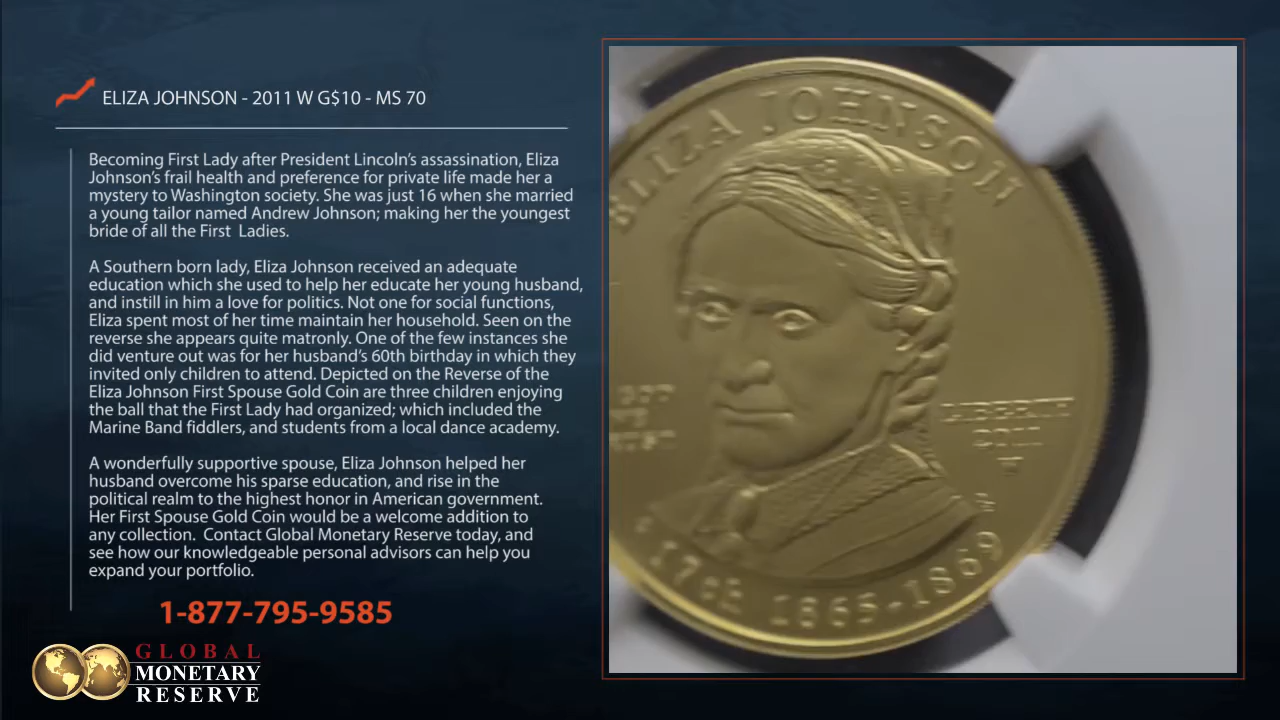 ELIZA JOHNSON - 2011 W G$10 - MS 70
Becoming First Lady after President Lincoln's assassination, Eliza
Johnson's frail health and preference for private life made her a
mystery to Washington society. She was just 16 when she married
a young tailor named Andrew Johnson; making her the youngest
bride of all the First Ladies.
A Southern born lady, Eliza Johnson received an adequate
education which she used to help her educate her young husband,
and instill in him a love for politics. Not one for social functions,
Eliza spent most of her time maintain her household. Seen on the
reverse she appears quite matronly. One of the few instances she
did venture out was for her husband's 60th birthday in which they
invited only children to attend. Depicted on the Reverse of the
Eliza Johnson First Spouse Gold Coin are three children enjoying
the ball that the First Lady had organized; which included the
Marine Band fiddlers, and students from a local dance academy.
A wonderfully supportive spouse, Eliza Johnson helped her
husband overcome his sparse education, and rise in the
political realm to the highest honor in American government.
Her First Spouse Gold Coin would be a welcome addition to
any collection. Contact Global Monetary Reserve today, and
see how our knowledgeable personal advisors can help you
expand your portfolio.
1-877-795-9585
GLOBAL
MONETARY
RESERVE
ELIZA JOHNSON
LIBERTY
2011
W
17th 1865-1869